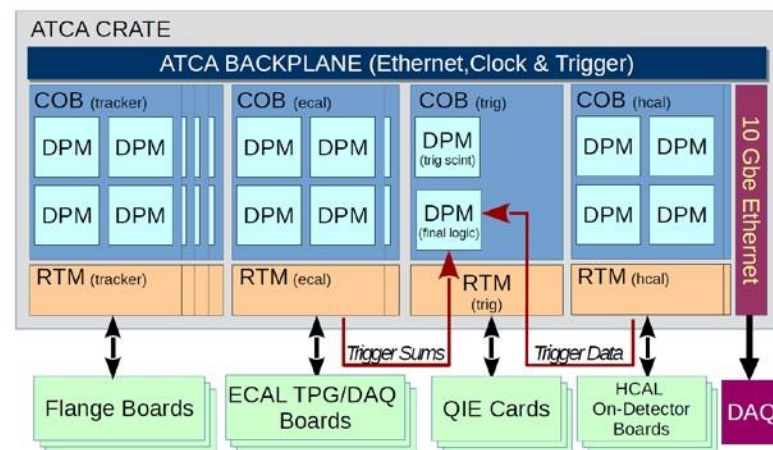 ATCA CRATE
ATCA BACKPLANE (Ethernet,Clock & Trigger)
COB (tracker)
DPM DPM
DPM DPM
RTM (tracker)
COB (ecal)
DPM DPM
DPM DPM
RTM (ecal)
COB (trig)
DPM
(trig scint)
DPM
(final logic)
RTM
(trig)
COB (hcal)
DPM DPM
DPM DPM
RTM (hcal)
10 Gbe Ethernet
Trigger Sums
Trigger Data
Flange Boards
ECAL TPG/DAQ
Boards
QIE Cards
HCAL
On-Detector
Boards
DAQ